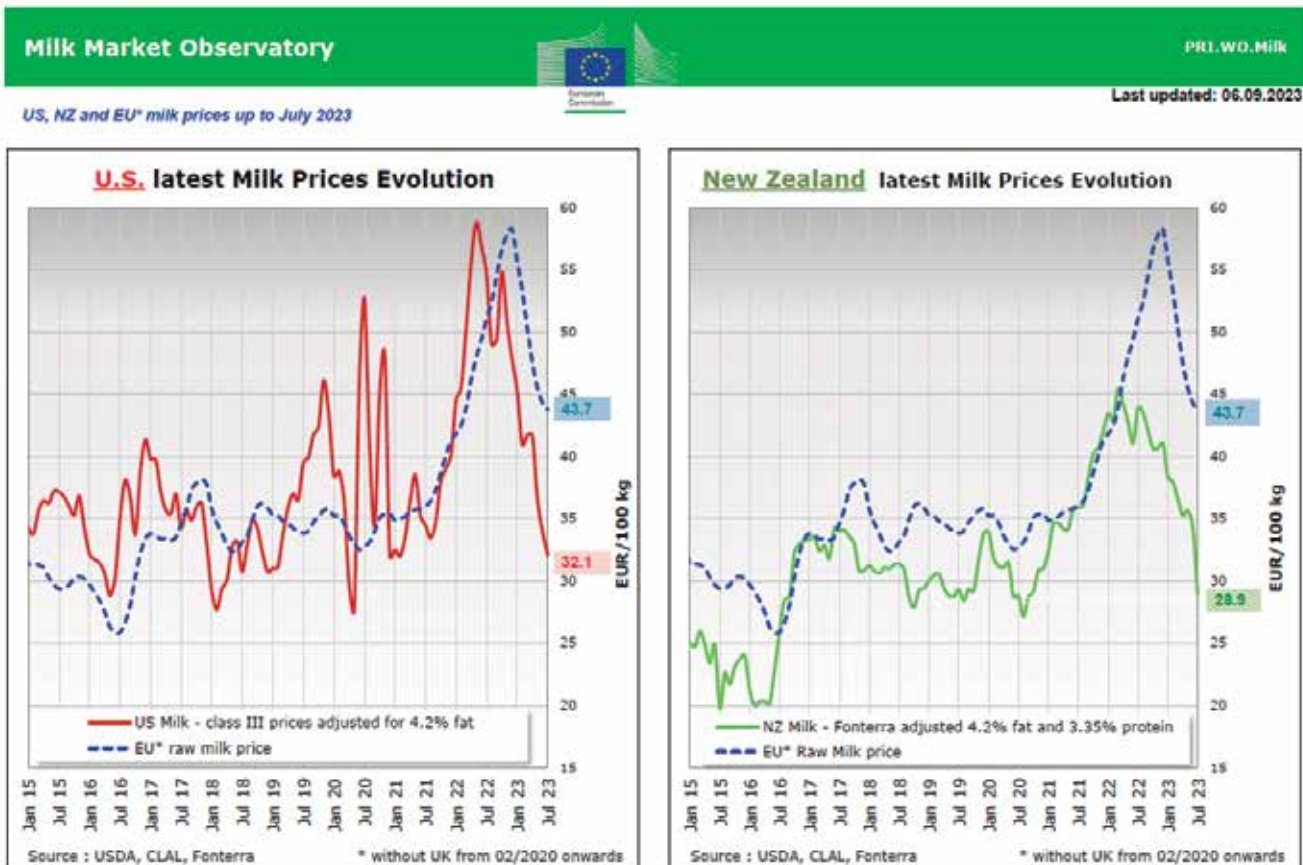 Milk Market Observatory
PRI.WO.Milk
European
Commission
Last updated: 06.09.2023
US, NZ and EU* milk prices up to July 2023
U.S. latest Milk Prices Evolution
60
55
50
45
43.7
40
35
32.1
30
25
20
15
EUR/100 kg
US Milk - class III prices adjusted for 4.2% fat
EU* raw milk price
Jan 15
Jul 15
Jan 16
Jul 16
Jan 17
Jul 17
Jan 18
Jul 18
Jan 19
Jul 19
Jan 20
Jul 20
Jan 21
Jul 21
Jan 22
Jul 22
Jan 23
Jul 23
Source : USDA, CLAL, Fonterra
* without UK from 02/2020 onwards
New Zealand latest Milk Prices Evolution
60
55
50
45
43.7
40
35
30
28.9
25
20
15
EUR/100 kg
NZ Milk - Fonterra adjusted 4.2% fat and 3.35% protein
EU* Raw Milk price
Jan 15
Jul 15
Jan 16
Jul 16
Jan 17
Jul 17
Jan 18
Jul 18
Jan 19
Jul 19
Jan 20
Jul 20
Jan 21
Jul 21
Jan 22
Jul 22
Jan 23
Jul 23
Source : USDA, CLAL, Fonterra
* without UK from 02/2020 onwards